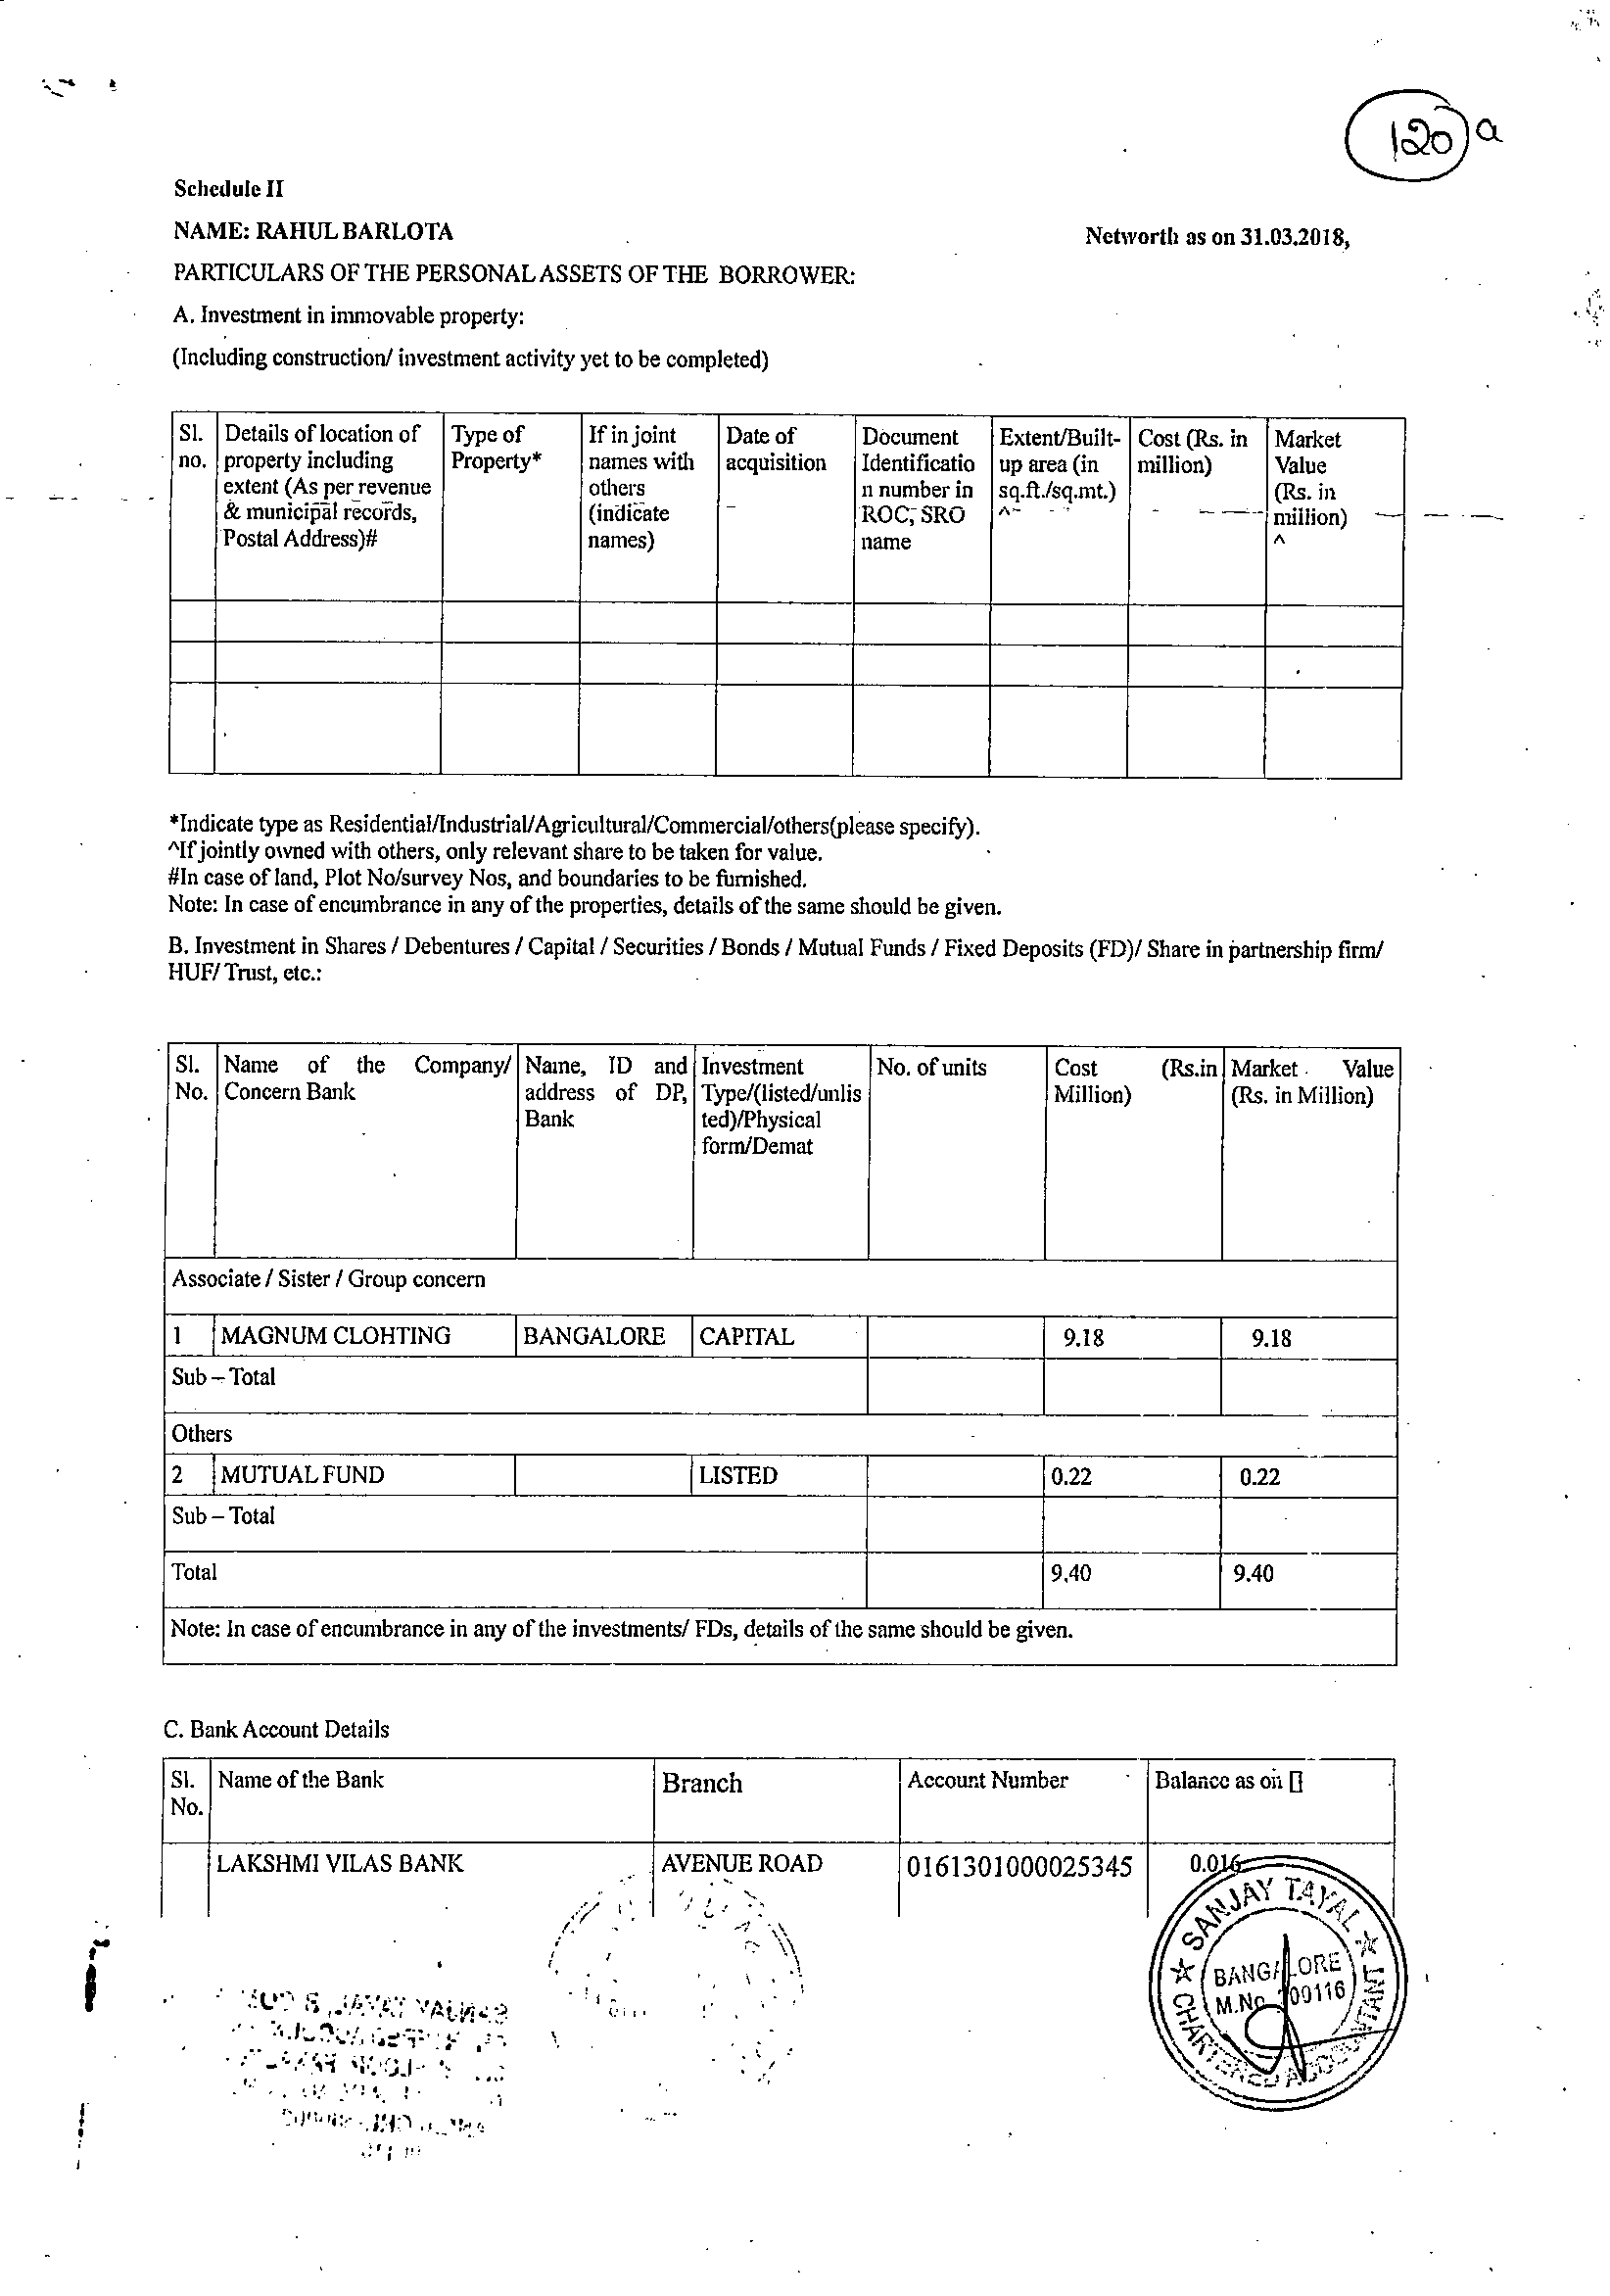 120 a
Schedule II
NAME: RAHUL BARLOTA
Networth as on 31.03.2018,
PARTICULARS OF THE PERSONAL ASSETS OF THE BORROWER:
A. Investment in immovable property:
(Including construction/ investment activity yet to be completed)
Sl. no. Details of location of property including extent (As per revenue & municipal records, Postal Address)# Type of Property* If in joint names with others (indicate names) Date of acquisition Document Identificatio n number in ROC, SRO name Extent/Built-up area (in sq.ft./sq.mt.) ^ Cost (Rs. in million) Market Value (Rs. in million) ^
*Indicate type as Residential/Industrial/Agricultural/Commercial/others(please specify).
^If jointly owned with others, only relevant share to be taken for value.
#In case of land, Plot No/survey Nos, and boundaries to be furnished.
Note: In case of encumbrance in any of the properties, details of the same should be given.
B. Investment in Shares / Debentures / Capital / Securities / Bonds / Mutual Funds / Fixed Deposits (FD)/ Share in partnership firm/
HUF/ Trust, etc.:
Sl. No. Name of the Company/ Concern Bank Name, ID and address of DP, Bank Investment Type/(listed/unlis ted)/Physical form/Demat No. of units Cost (Rs.in Million) Market Value (Rs. in Million)
Associate / Sister / Group concern
1 MAGNUM CLOHTING BANGALORE CAPITAL 9.18 9.18
Sub – Total
Others
2 MUTUAL FUND LISTED 0.22 0.22
Sub – Total
Total 9.40 9.40
Note: In case of encumbrance in any of the investments/ FDs, details of the same should be given.
C. Bank Account Details
Sl. No. Name of the Bank Branch Account Number Balance as on []
LAKSHMI VILAS BANK AVENUE ROAD 0161301000025345 0.016
★ SANJAY TAYAL ★
BANGALORE
M.No. 00116
CHARTERED ACCOUNTANT